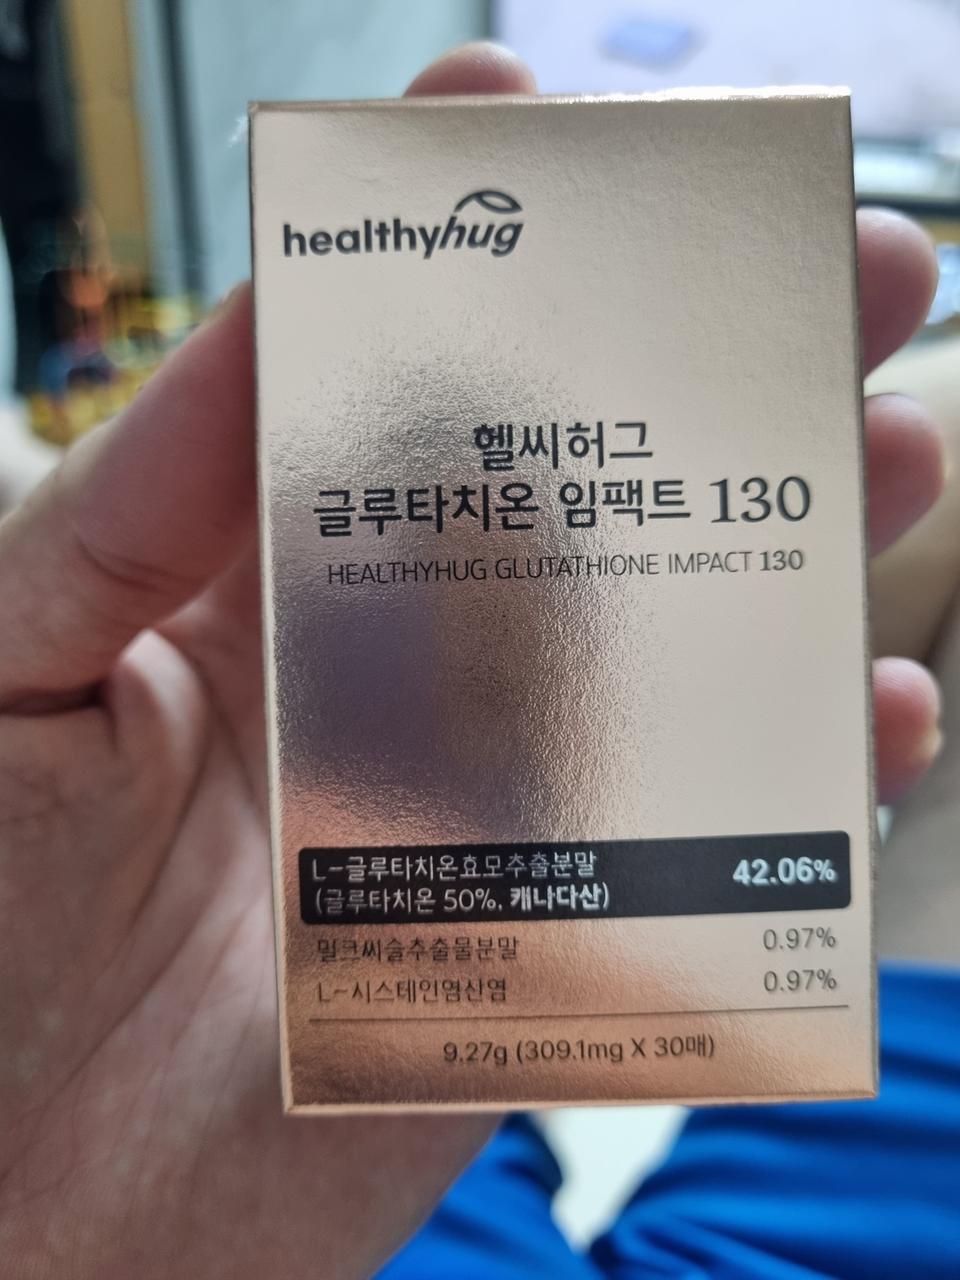 healthyhug
헬씨허그
글루타치온 임팩트 130
HEALTHYHUG GLUTATHIONE IMPACT 130
L-글루타치온효모추출분말 42.06%
(글루타치온 50%, 캐나다산)
밀크씨슬추출물분말 0.97%
L-시스테인염산염 0.97%
9.27g (309.1mg X 30매)